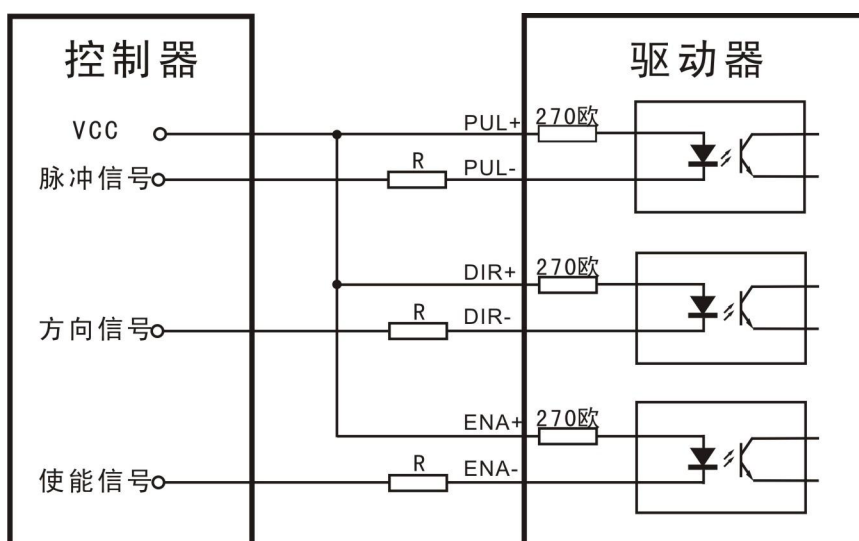 控制器 驱动器
VCC PUL+ 270欧
脉冲信号 R PUL-
DIR+ 270欧
方向信号 R DIR-
ENA+ 270欧
使能信号 R ENA-